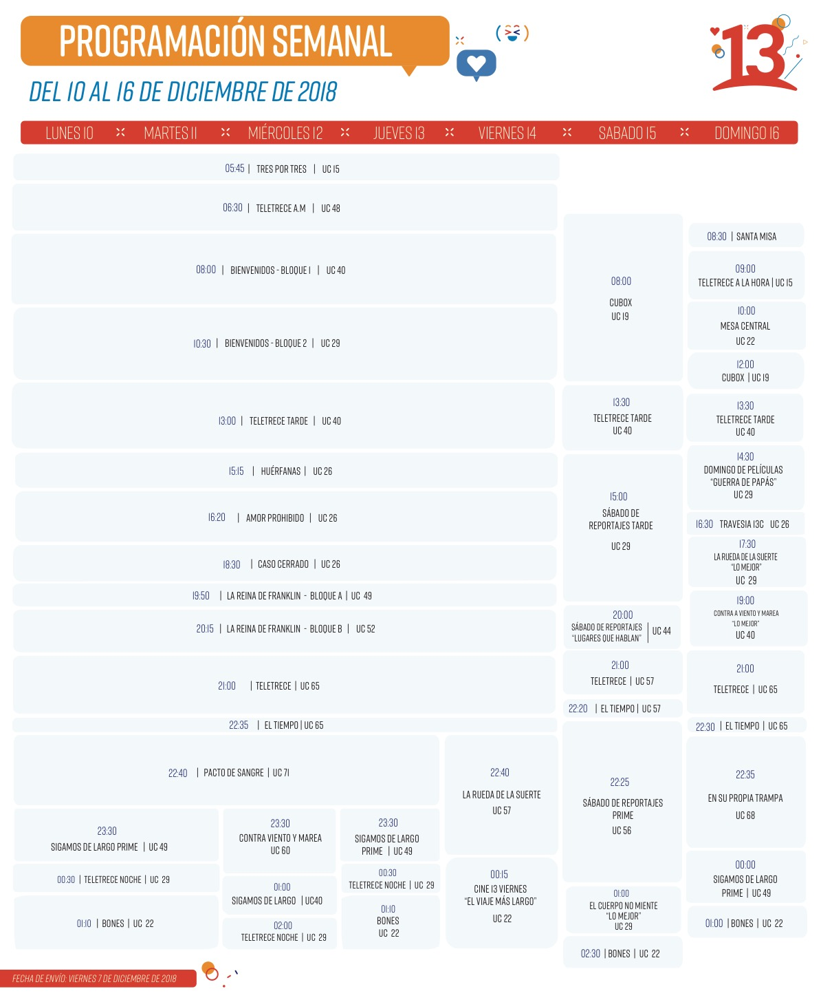 PROGRAMACIÓN SEMANAL
13
DEL 10 AL 16 DE DICIEMBRE DE 2018
LUNES 10
MARTES 11
MIÉRCOLES 12
JUEVES 13
VIERNES 14
SABADO 15
DOMINGO 16
05:45 | TRES POR TRES | UC 15
06:30 | TELETRECE A.M | UC 48
08:00 | BIENVENIDOS - BLOQUE 1 | UC 40
10:30 | BIENVENIDOS - BLOQUE 2 | UC 29
13:00 | TELETRECE TARDE | UC 40
15:15 | HUÉRFANAS | UC 26
16:20 | AMOR PROHIBIDO | UC 26
18:30 | CASO CERRADO | UC 26
19:50 | LA REINA DE FRANKLIN - BLOQUE A | UC 49
20:15 | LA REINA DE FRANKLIN - BLOQUE B | UC 52
21:00 | TELETRECE | UC 65
22:35 | EL TIEMPO | UC 65
22:40 | PACTO DE SANGRE | UC 71
23:30
SIGAMOS DE LARGO PRIME | UC 49
00:30 | TELETRECE NOCHE | UC 29
01:10 | BONES | UC 22
23:30
CONTRA VIENTO Y MAREA
UC 60
01:00
SIGAMOS DE LARGO | UC40
02:00
TELETRECE NOCHE | UC 29
23:30
SIGAMOS DE LARGO
PRIME | UC 49
00:30
TELETRECE NOCHE | UC 29
01:10
BONES
UC 22
22:40
LA RUEDA DE LA SUERTE
UC 57
00:15
CINE 13 VIERNES
"EL VIAJE MÁS LARGO"
UC 22
08:00
CUBOX
UC 19
13:30
TELETRECE TARDE
UC 40
15:00
SÁBADO DE
REPORTAJES TARDE
UC 29
20:00
SÁBADO DE REPORTAJES
"LUGARES QUE HABLAN" | UC 44
21:00
TELETRECE | UC 57
22:20 | EL TIEMPO | UC 57
22:25
SÁBADO DE REPORTAJES
PRIME
UC 56
01:00
EL CUERPO NO MIENTE
"LO MEJOR"
UC 29
02:30 | BONES | UC 22
08:30 | SANTA MISA
09:00
TELETRECE A LA HORA | UC 15
10:00
MESA CENTRAL
UC 22
12:00
CUBOX | UC 19
13:30
TELETRECE TARDE
UC 40
14:30
DOMINGO DE PELÍCULAS
"GUERRA DE PAPÁS"
UC 29
16:30 TRAVESIA 13C UC 26
17:30
LA RUEDA DE LA SUERTE
"LO MEJOR"
UC 29
19:00
CONTRA A VIENTO Y MAREA
"LO MEJOR"
UC 40
21:00
TELETRECE | UC 65
22:30 | EL TIEMPO | UC 65
22:35
EN SU PROPIA TRAMPA
UC 68
00:00
SIGAMOS DE LARGO
PRIME | UC 49
01:00 | BONES | UC 22
FECHA DE ENVÍO: VIERNES 7 DE DICIEMBRE DE 2018